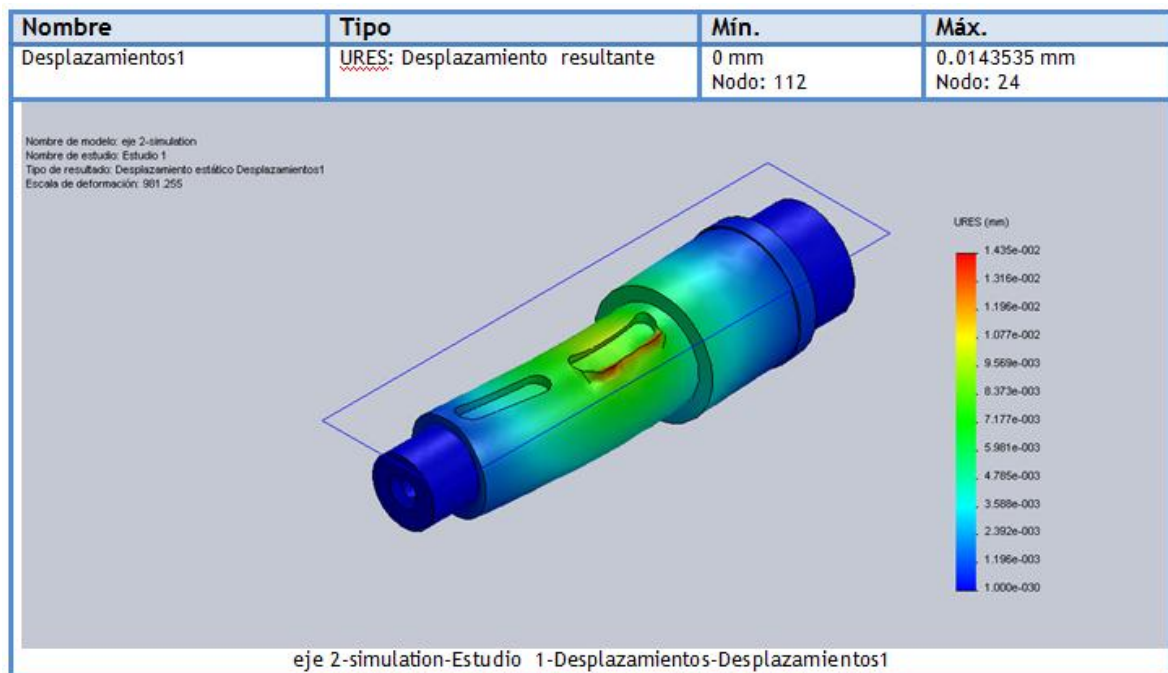 Nombre Tipo Mín. Máx.
Desplazamientos1 URES: Desplazamiento resultante 0 mm 0.0143535 mm
Nodo: 112 Nodo: 24
Nombre de modelo: eje 2-simulation
Nombre de estudio: Estudio 1
Tipo de resultado: Desplazamiento estático Desplazamientos1
Escala de deformación: 981.255
URES (mm)
1.435e-002
1.316e-002
1.196e-002
1.077e-002
9.569e-003
8.373e-003
7.177e-003
5.981e-003
4.785e-003
3.588e-003
2.392e-003
1.196e-003
1.000e-030
eje 2-simulation-Estudio 1-Desplazamientos-Desplazamientos1